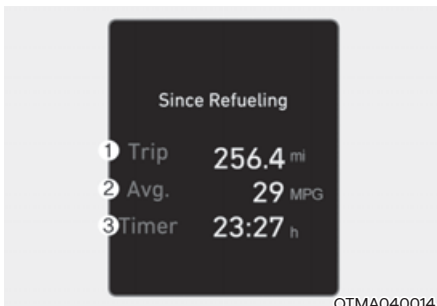 Since Refueling
1 Trip 256.4 mi
2 Avg. 29 MPG
3 Timer 23:27 h
OTMA040014